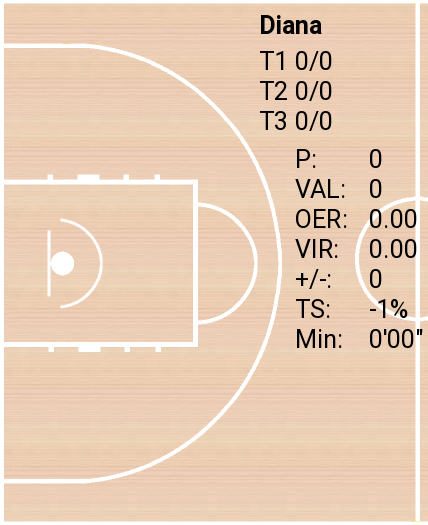 Diana
T1 0/0
T2 0/0
T3 0/0
P: 0
VAL: 0
OER: 0.00
VIR: 0.00
+/-: 0
TS: -1%
Min: 0'00"